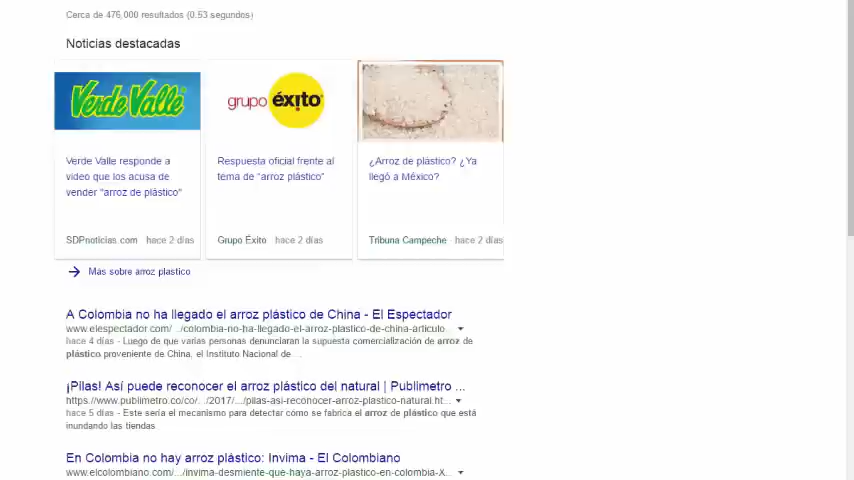 Cerca de 476,000 resultados (0.53 segundos)
Noticias destacadas
Verde Valle
grupo éxito
Verde Valle responde a
video que los acusa de
vender "arroz de plástico"
Respuesta oficial frente al
tema de "arroz plástico"
¿Arroz de plástico? ¿Ya
llegó a México?
SDPnoticias.com · hace 2 días
Grupo Éxito · hace 2 días
Tribuna Campeche · hace 2 días
Más sobre arroz plastico
A Colombia no ha llegado el arroz plástico de China - El Espectador
www.elespectador.com/.../colombia-no-ha-llegado-el-arroz-plastico-de-china-articulo...
hace 4 días - Luego de que varias personas denunciaran la supuesta comercialización de arroz de
plástico proveniente de China, el Instituto Nacional de ...
¡Pilas! Así puede reconocer el arroz plástico del natural | Publimetro ...
https://www.publimetro.co/co/.../2017/.../pilas-asi-reconocer-arroz-plastico-natural.ht...
hace 5 días - Este sería el mecanismo para detectar cómo se fabrica el arroz de plástico que está
inundando las tiendas
En Colombia no hay arroz plástico: Invima - El Colombiano
www.elcolombiano.com/.../invima-desmiente-que-haya-arroz-plastico-en-colombia-X...